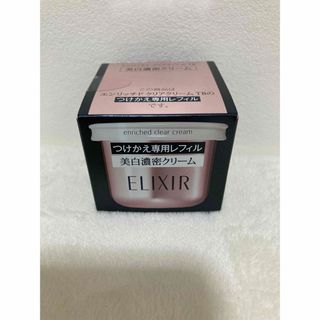 美白濃密クリーム
エンリッチド クリアクリーム TBの
つけかえ専用レフィル
です。
enriched clear cream
つけかえ専用レフィル
美白濃密クリーム
ELIXIR